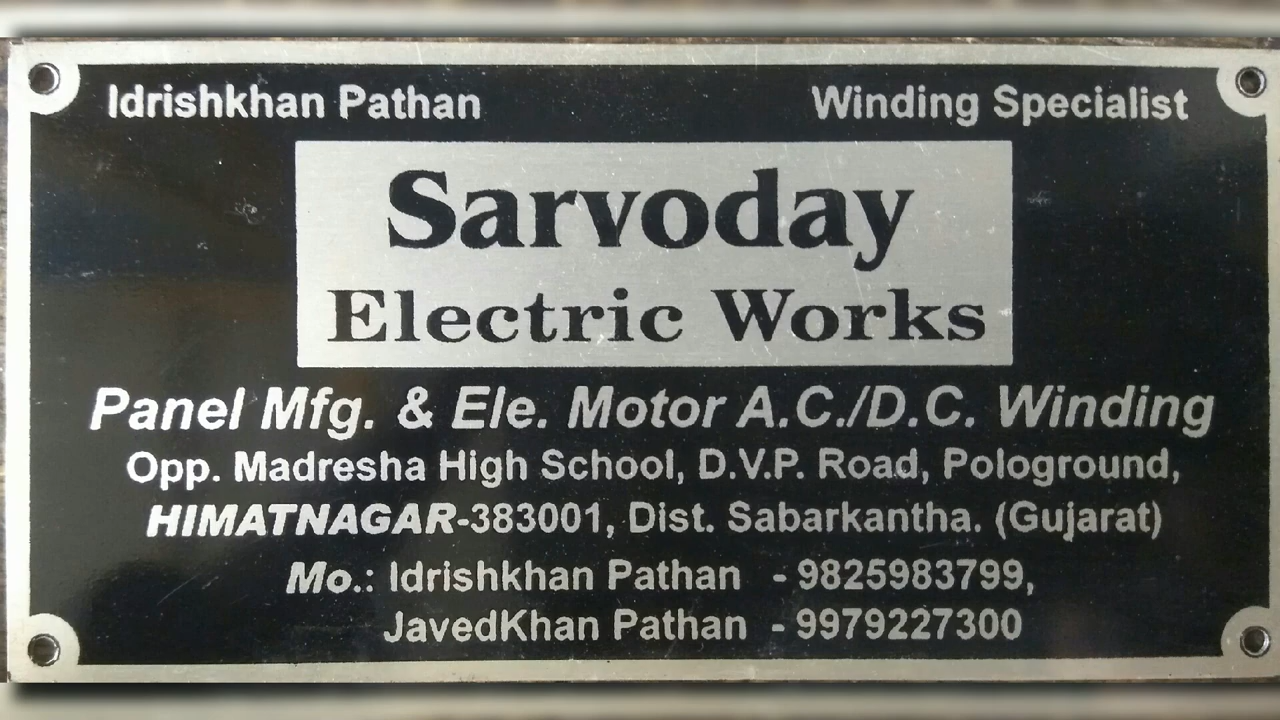 Idrishkhan Pathan Winding Specialist
Sarvoday
Electric Works
Panel Mfg. & Ele. Motor A.C./D.C. Winding
Opp. Madresha High School, D.V.P. Road, Pologround,
HIMATNAGAR-383001, Dist. Sabarkantha. (Gujarat)
Mo.: Idrishkhan Pathan - 9825983799,
JavedKhan Pathan - 9979227300